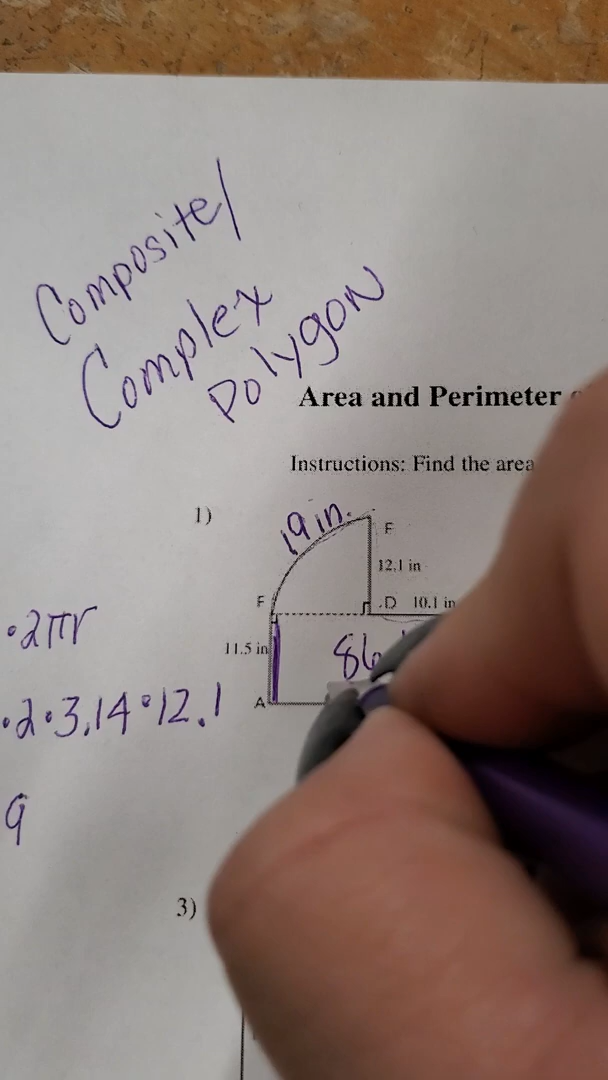 Composite/
Complex
Polygon
Area and Perimeter
Instructions: Find the area
1)
19 in.
E
12.1 in
F
D 10.1 in
11.5 in
86
A
•2πr
•2•3.14•12.1
9
3)